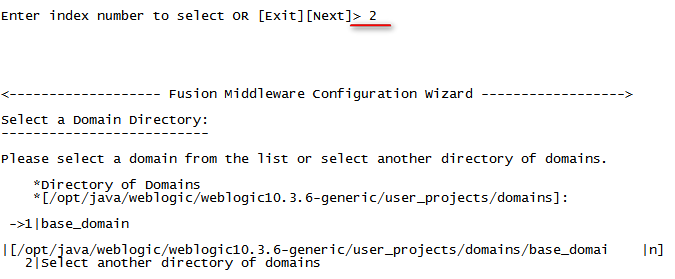 Enter index number to select OR [Exit][Next]> 2
<------------------- Fusion Middleware Configuration Wizard ------------------>
Select a Domain Directory:
--------------------------
Please select a domain from the list or select another directory of domains.
*Directory of Domains
*[/opt/java/weblogic/weblogic10.3.6-generic/user_projects/domains]:
->1|base_domain
|[/opt/java/weblogic/weblogic10.3.6-generic/user_projects/domains/base_domai    |n]
2|Select another directory of domains